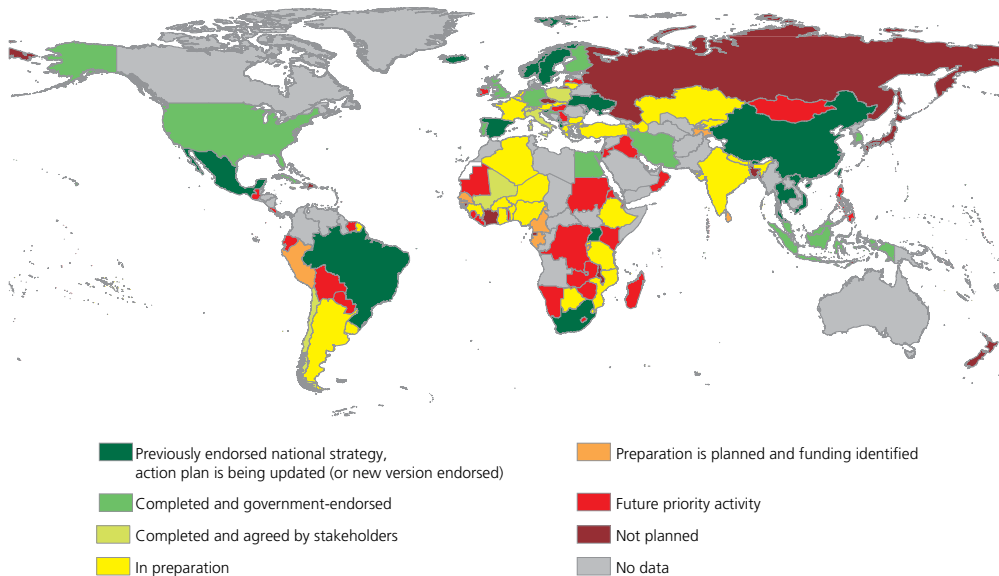 Previously endorsed national strategy,
action plan is being updated (or new version endorsed)
Completed and government-endorsed
Completed and agreed by stakeholders
In preparation
Preparation is planned and funding identified
Future priority activity
Not planned
No data